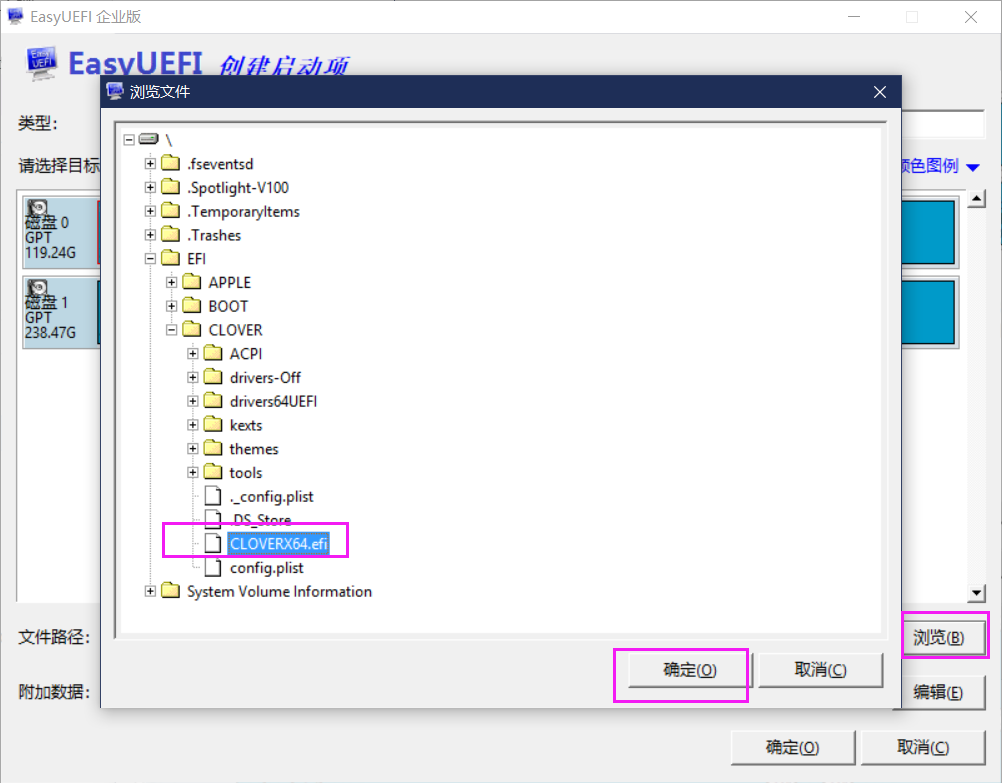 EasyUEFI 企业版
EasyUEFI 创建启动项
浏览文件
类型:
请选择目标
颜色图例
磁盘 0
GPT
119.24G
磁盘 1
GPT
238.47G
\
.fseventsd
.Spotlight-V100
.TemporaryItems
.Trashes
EFI
APPLE
BOOT
CLOVER
ACPI
drivers-Off
drivers64UEFI
kexts
themes
tools
._config.plist
.DS_Store
CLOVERX64.efi
config.plist
System Volume Information
文件路径:
浏览(B)
确定(O)
取消(C)
附加数据:
编辑(E)
确定(O)
取消(C)